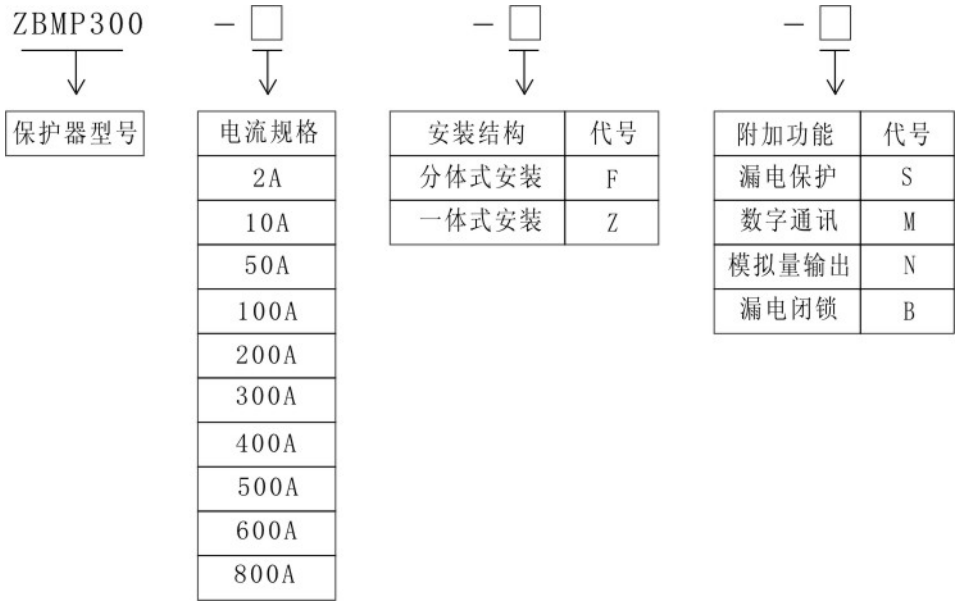 ZBMP300 -□ -□ -□
保护器型号 电流规格 安装结构 代号 附加功能 代号
2A 分体式安装 F 漏电保护 S
10A 一体式安装 Z 数字通讯 M
50A 模拟量输出 N
100A 漏电闭锁 B
200A
300A
400A
500A
600A
800A